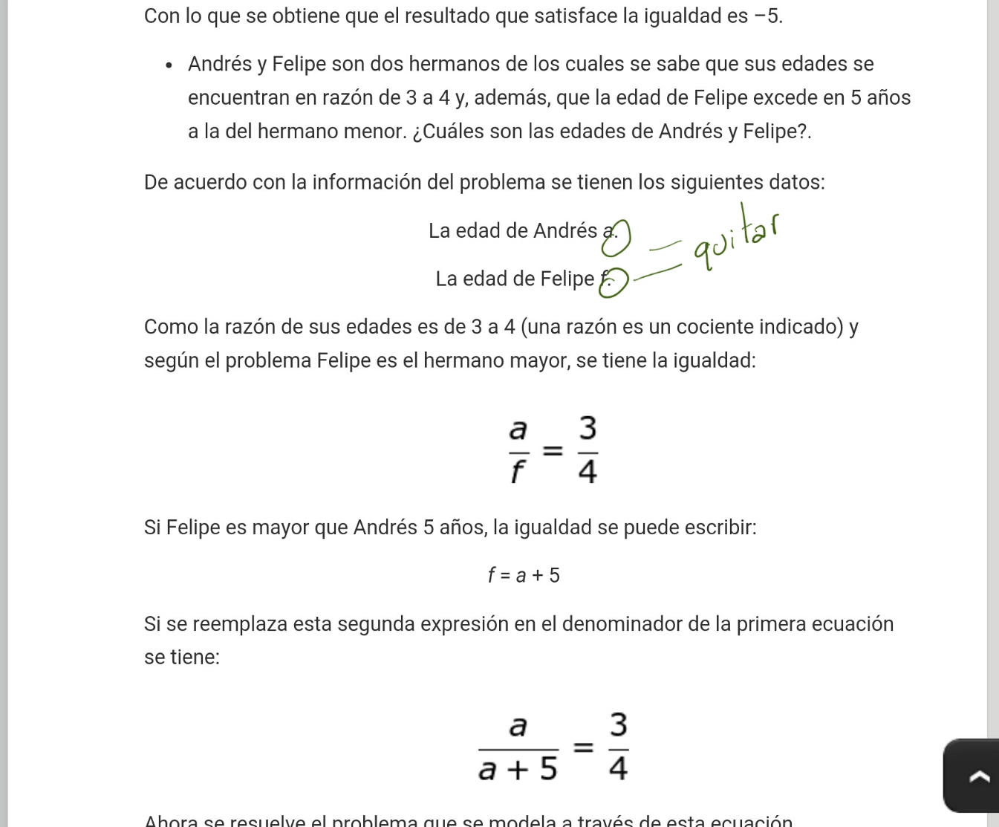 Con lo que se obtiene que el resultado que satisface la igualdad es −5.
• Andrés y Felipe son dos hermanos de los cuales se sabe que sus edades se
encuentran en razón de 3 a 4 y, además, que la edad de Felipe excede en 5 años
a la del hermano menor. ¿Cuáles son las edades de Andrés y Felipe?.
De acuerdo con la información del problema se tienen los siguientes datos:
La edad de Andrés a.
= quitar
La edad de Felipe f.
Como la razón de sus edades es de 3 a 4 (una razón es un cociente indicado) y
según el problema Felipe es el hermano mayor, se tiene la igualdad:
a/f = 3/4
Si Felipe es mayor que Andrés 5 años, la igualdad se puede escribir:
f = a + 5
Si se reemplaza esta segunda expresión en el denominador de la primera ecuación
se tiene:
a/(a + 5) = 3/4
Ahora se resuelve el problema que se modela a través de esta ecuación